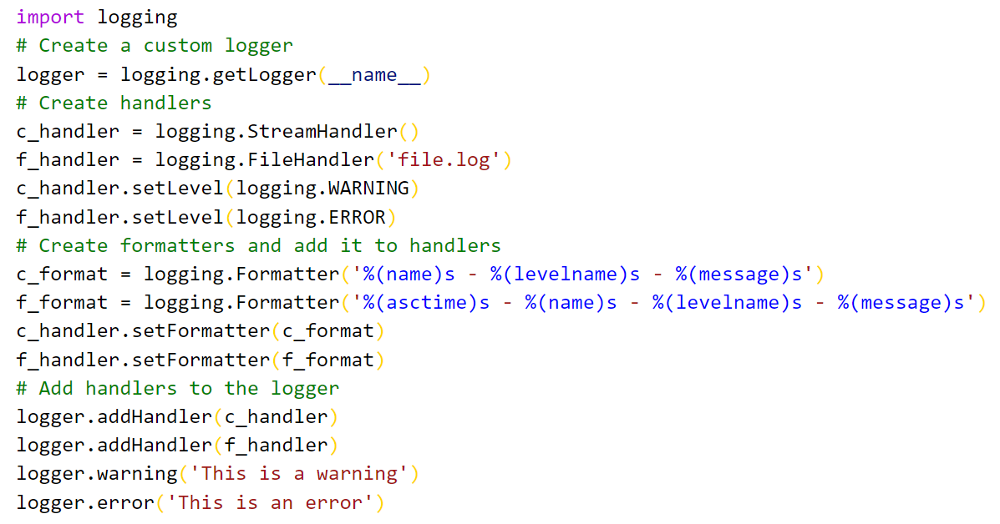 import logging
# Create a custom logger
logger = logging.getLogger(__name__)
# Create handlers
c_handler = logging.StreamHandler()
f_handler = logging.FileHandler('file.log')
c_handler.setLevel(logging.WARNING)
f_handler.setLevel(logging.ERROR)
# Create formatters and add it to handlers
c_format = logging.Formatter('%(name)s - %(levelname)s - %(message)s')
f_format = logging.Formatter('%(asctime)s - %(name)s - %(levelname)s - %(message)s')
c_handler.setFormatter(c_format)
f_handler.setFormatter(f_format)
# Add handlers to the logger
logger.addHandler(c_handler)
logger.addHandler(f_handler)
logger.warning('This is a warning')
logger.error('This is an error')